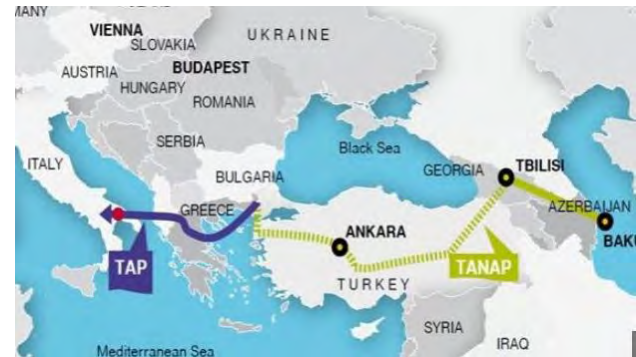 MANY
VIENNA
SLOVAKIA
UKRAINE
AUSTRIA
BUDAPEST
HUNGARY
ROMANIA
SERBIA
ITALY
Black Sea
BULGARIA
GEORGIA
TBILISI
GREECE
AZERBAIJAN
ANKARA
BAKU
TAP
TANAP
TURKEY
SYRIA
IRAQ
Mediterranean Sea